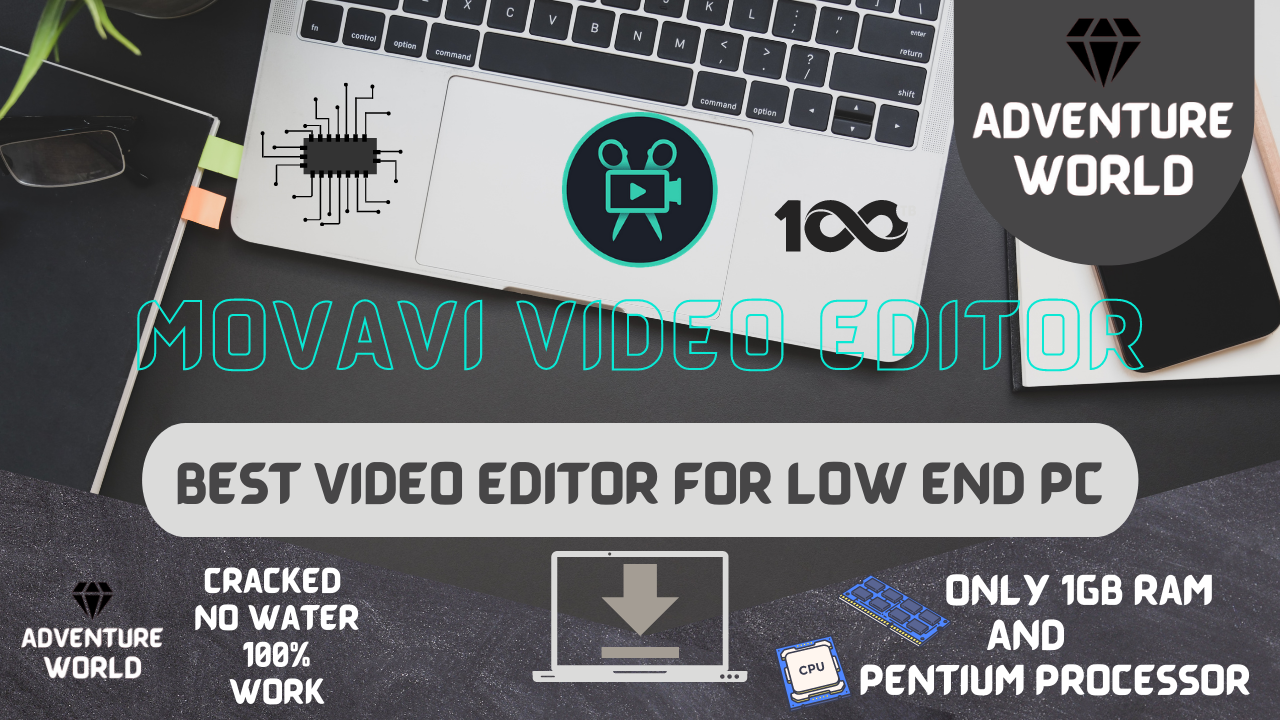 X C V B N M < , > . ? /
K L : ; " '
fn control option command
command option
enter return
shift
ADVENTURE
WORLD
100
MOVAVI VIDEO EDITOR
BEST VIDEO EDITOR FOR LOW END PC
ADVENTURE
WORLD
CRACKED
NO WATER
100%
WORK
CPU
ONLY 1GB RAM
AND
PENTIUM PROCESSOR